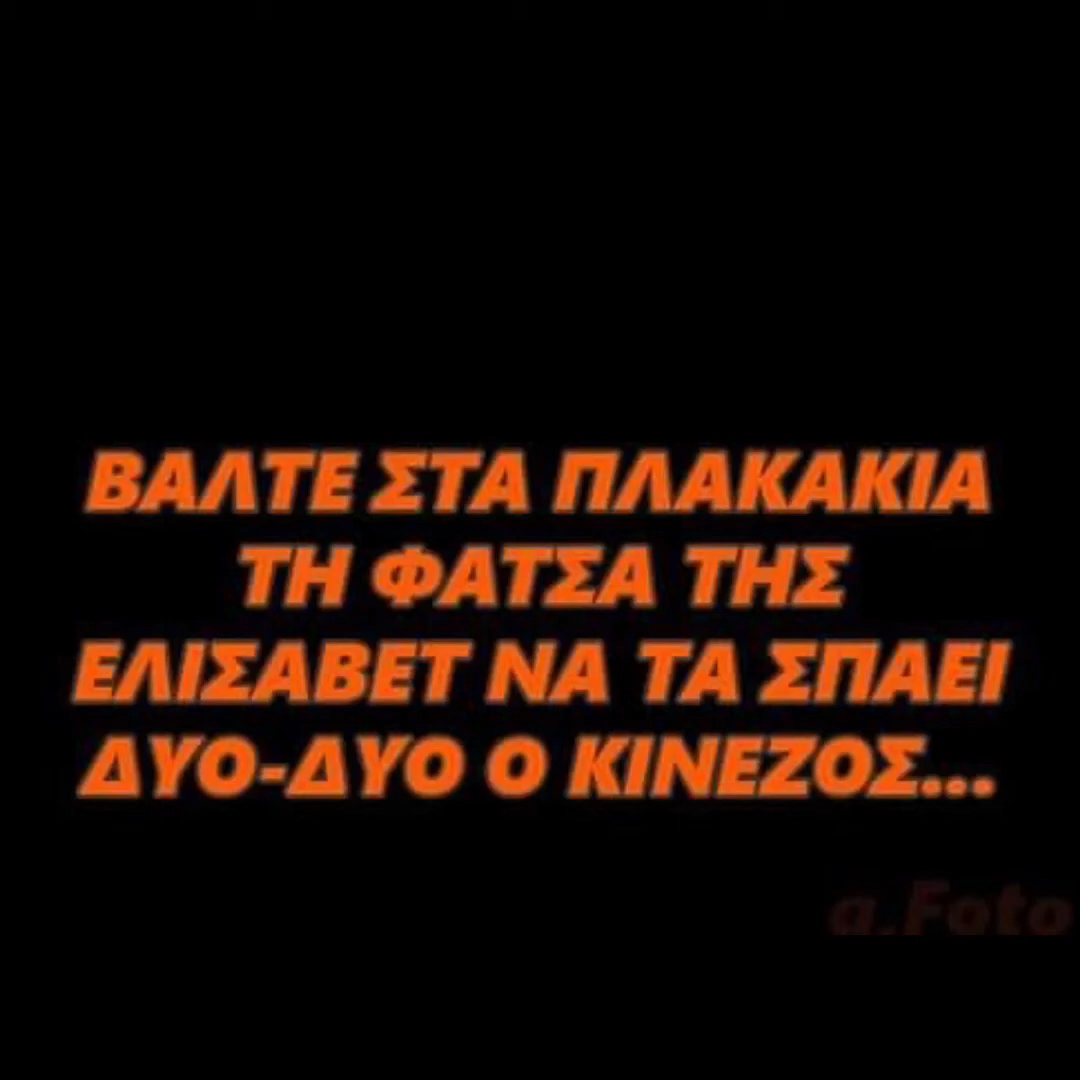 ΒΑΛΤΕ ΣΤΑ ΠΛΑΚΑΚΙΑ
ΤΗ ΦΑΤΣΑ ΤΗΣ
ΕΛΙΣΑΒΕΤ ΝΑ ΤΑ ΣΠΑΕΙ
ΔΥΟ-ΔΥΟ Ο ΚΙΝΕΖΟΣ...
a.Foto